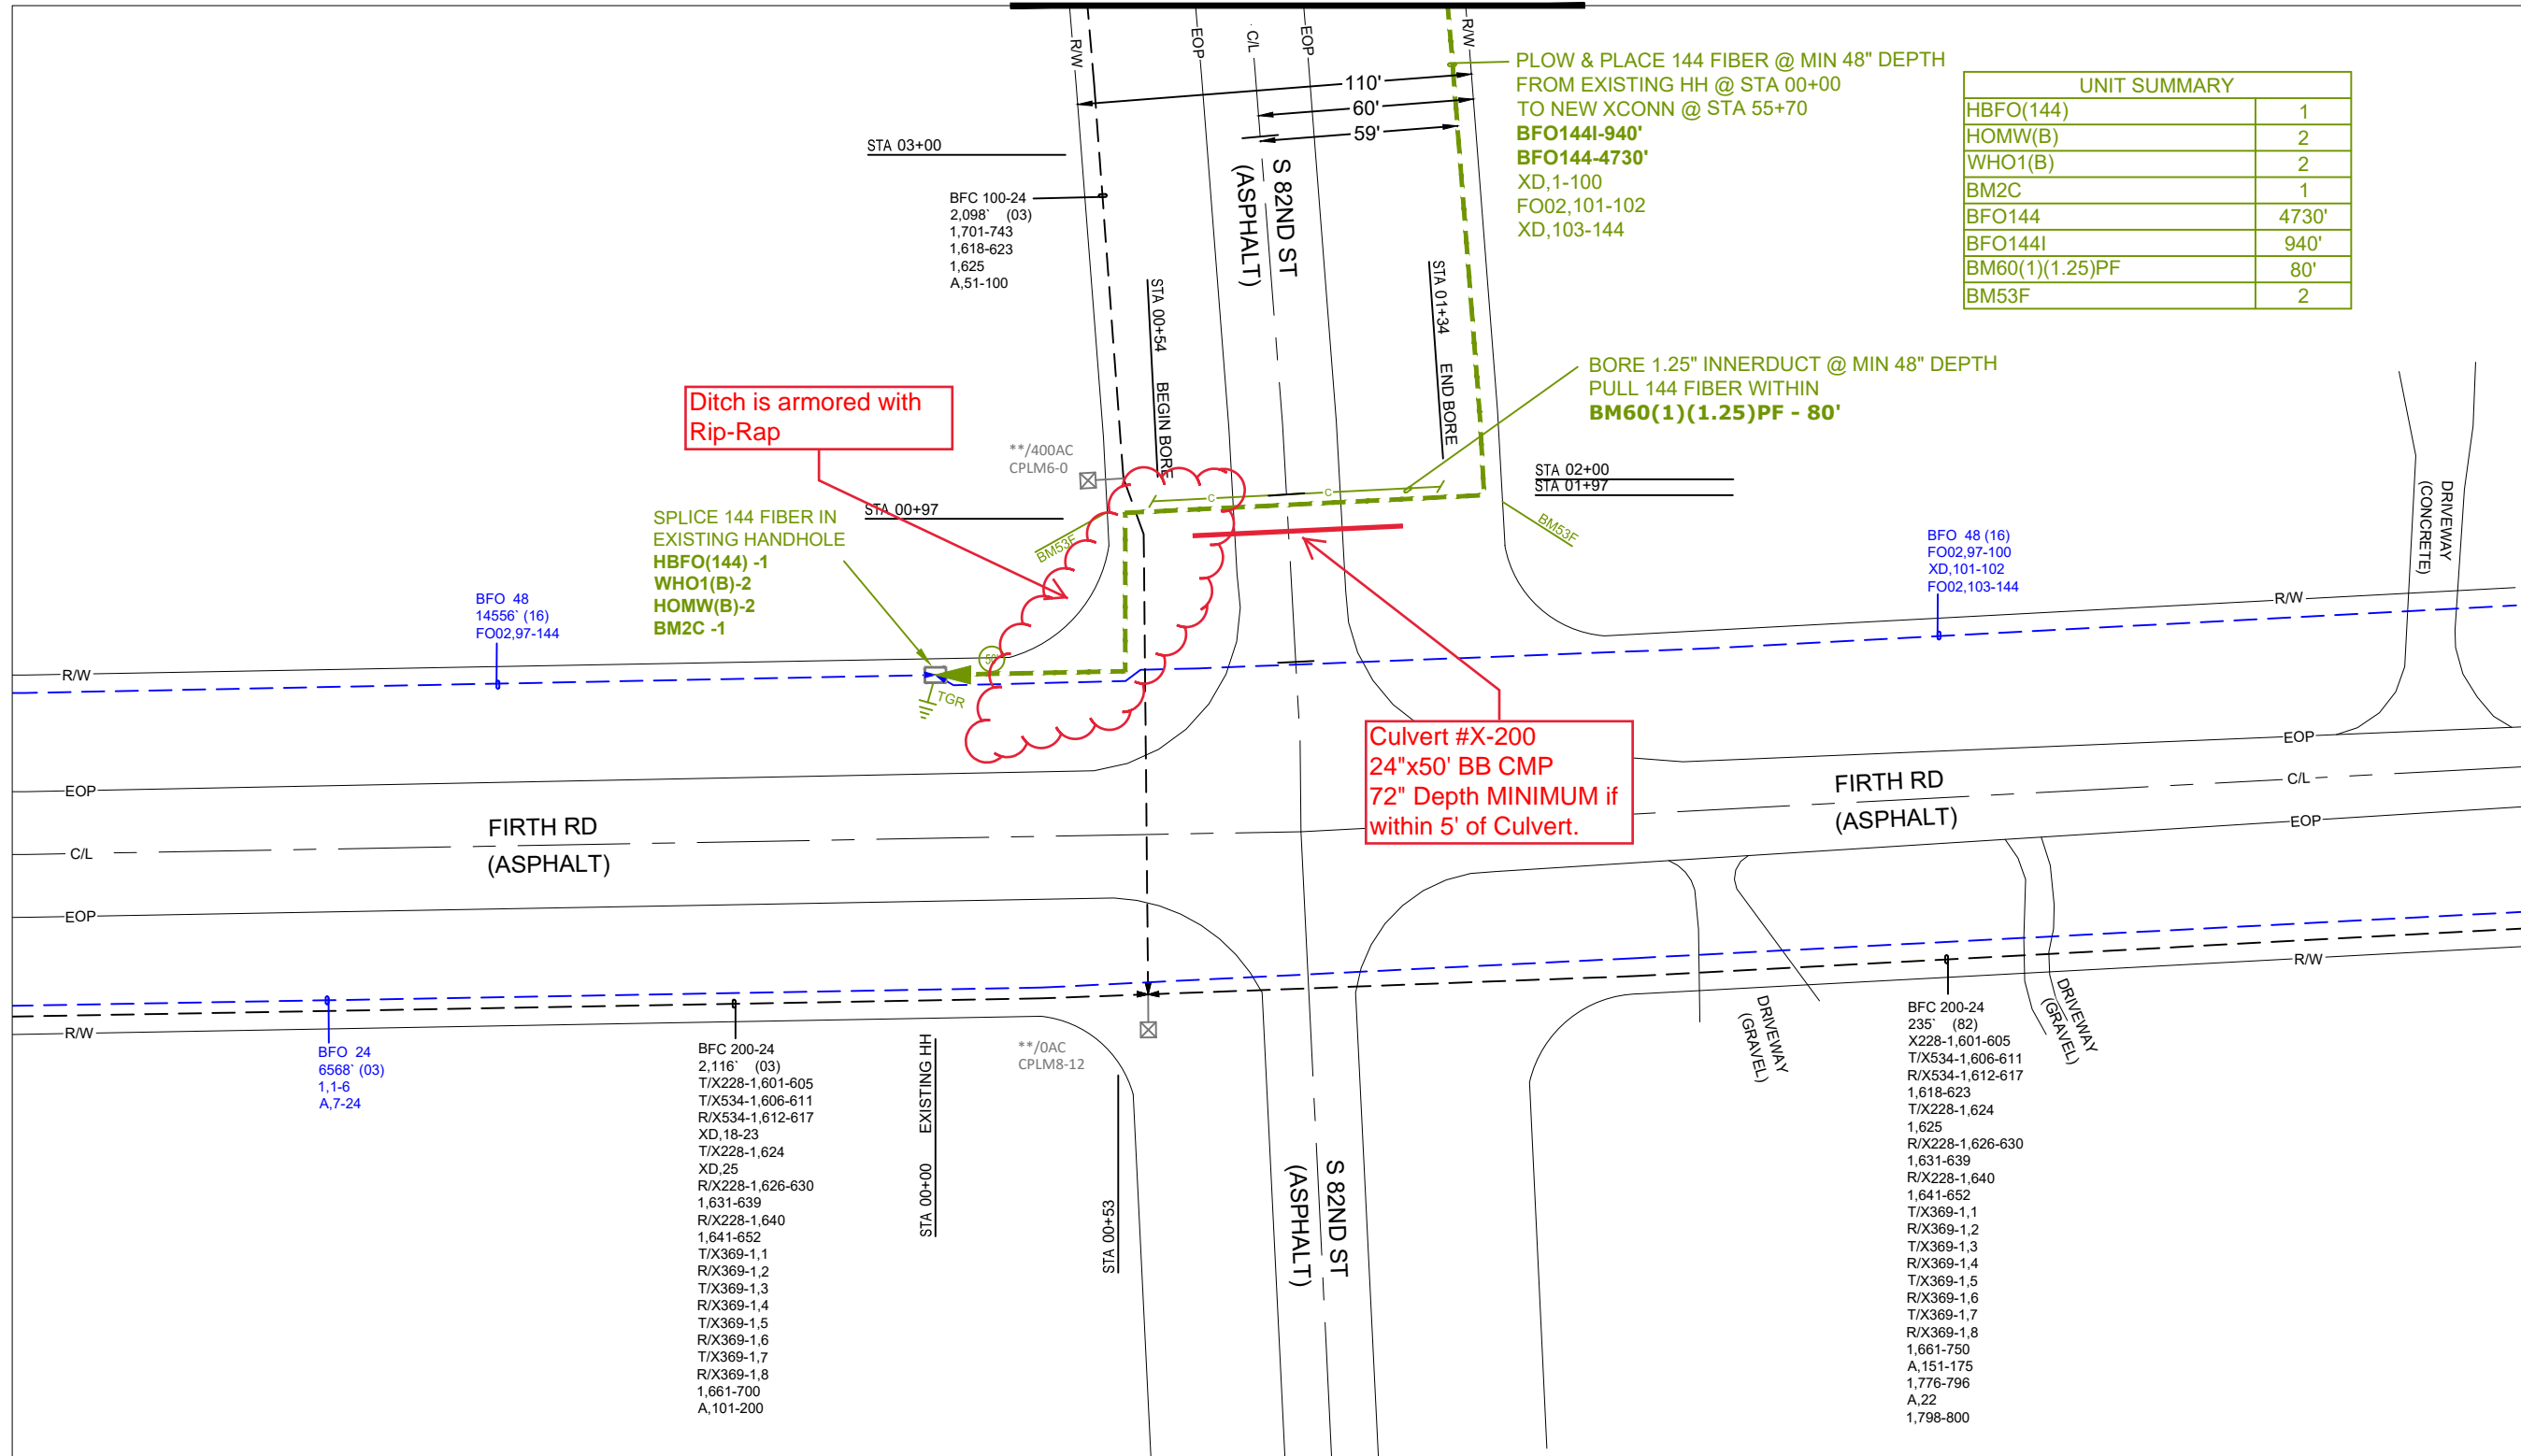 R/W
EOP
C/L
EOP
R/W
110'
60'
59'
STA 03+00
BFC 100-24
2,098` (03)
1,701-743
1,618-623
1,625
A,51-100
S 82ND ST
(ASPHALT)
PLOW & PLACE 144 FIBER @ MIN 48" DEPTH
FROM EXISTING HH @ STA 00+00
TO NEW XCONN @ STA 55+70
BFO144I-940'
BFO144-4730'
XD,1-100
FO02,101-102
XD,103-144
UNIT SUMMARY
HBFO(144) 1
HOMW(B) 2
WHO1(B) 2
BM2C 1
BFO144 4730'
BFO144I 940'
BM60(1)(1.25)PF 80'
BM53F 2
STA 00+54 BEGIN BORE
STA 01+34 END BORE
BORE 1.25" INNERDUCT @ MIN 48" DEPTH
PULL 144 FIBER WITHIN
BM60(1)(1.25)PF - 80'
Ditch is armored with
Rip-Rap
**/400AC
CPLM6-0
STA 00+97
C
C
STA 02+00
STA 01+97
BM53F
BM53F
SPLICE 144 FIBER IN
EXISTING HANDHOLE
HBFO(144) -1
WHO1(B)-2
HOMW(B)-2
BM2C -1
BFO 48
14556` (16)
FO02,97-144
BFO 48 (16)
FO02,97-100
XD,101-102
FO02,103-144
DRIVEWAY
(CONCRETE)
R/W
R/W
TGR
Culvert #X-200
24"x50' BB CMP
72" Depth MINIMUM if
within 5' of Culvert.
EOP
EOP
C/L
FIRTH RD
(ASPHALT)
EOP
FIRTH RD
(ASPHALT)
C/L
EOP
R/W
R/W
BFO 24
6568` (03)
1,1-6
A,7-24
BFC 200-24
2,116` (03)
T/X228-1,601-605
T/X534-1,606-611
R/X534-1,612-617
XD,18-23
T/X228-1,624
XD,25
R/X228-1,626-630
1,631-639
R/X228-1,640
1,641-652
T/X369-1,1
R/X369-1,2
T/X369-1,3
R/X369-1,4
T/X369-1,5
R/X369-1,6
T/X369-1,7
R/X369-1,8
1,661-700
A,101-200
STA 00+00 EXISTING HH
**/0AC
CPLM8-12
STA 00+53
S 82ND ST
(ASPHALT)
DRIVEWAY
(GRAVEL)
DRIVEWAY
(GRAVEL)
BFC 200-24
235` (82)
X228-1,601-605
T/X534-1,606-611
R/X534-1,612-617
1,618-623
T/X228-1,624
1,625
R/X228-1,626-630
1,631-639
R/X228-1,640
1,641-652
T/X369-1,1
R/X369-1,2
T/X369-1,3
R/X369-1,4
T/X369-1,5
R/X369-1,6
T/X369-1,7
R/X369-1,8
1,661-750
A,151-175
1,776-796
A,22
1,798-800